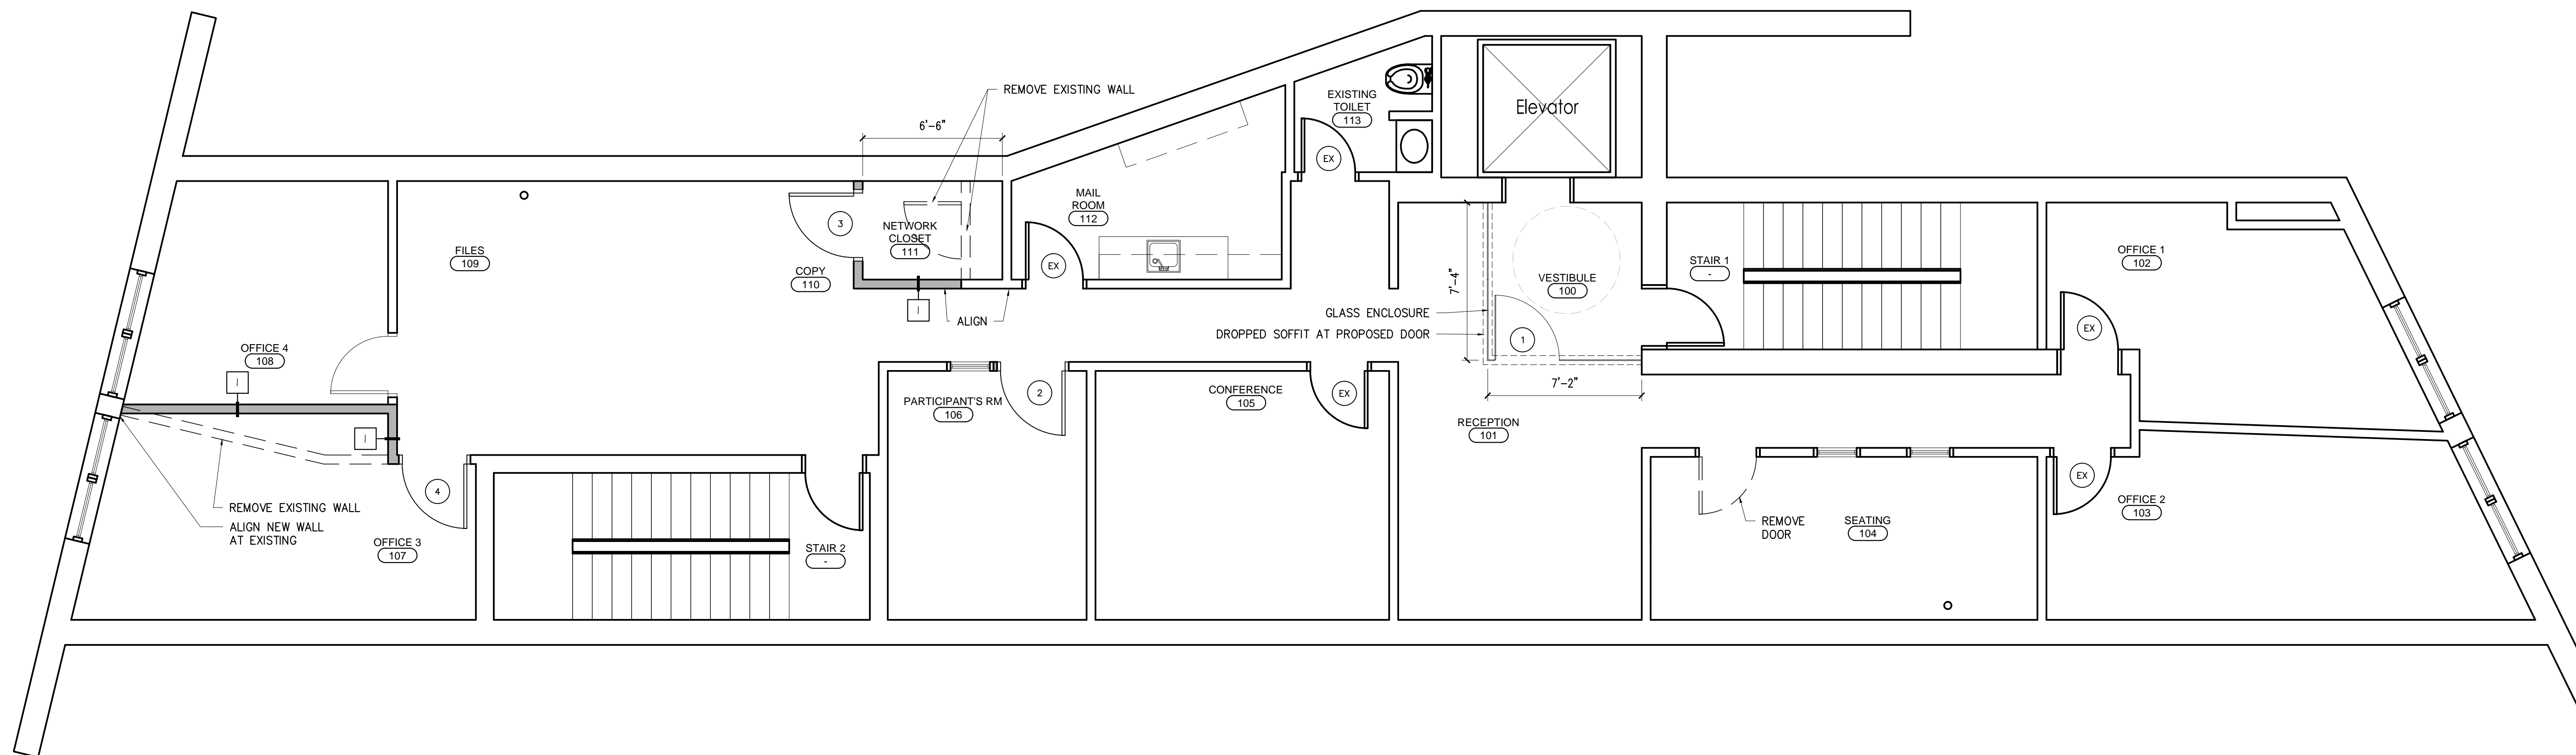 REMOVE EXISTING WALL
6'-6"
EXISTING
TOILET
113
Elevator
EX
MAIL
ROOM
112
3
NETWORK
CLOSET
111
FILES
109
COPY
110
EX
I
ALIGN
7'-4"
VESTIBULE
100
GLASS ENCLOSURE
DROPPED SOFFIT AT PROPOSED DOOR
1
7'-2"
STAIR 1
-
OFFICE 1
102
EX
OFFICE 4
108
I
I
PARTICIPANT'S RM
106
2
CONFERENCE
105
EX
RECEPTION
101
4
REMOVE EXISTING WALL
ALIGN NEW WALL
AT EXISTING
OFFICE 3
107
STAIR 2
-
REMOVE
DOOR
SEATING
104
EX
OFFICE 2
103